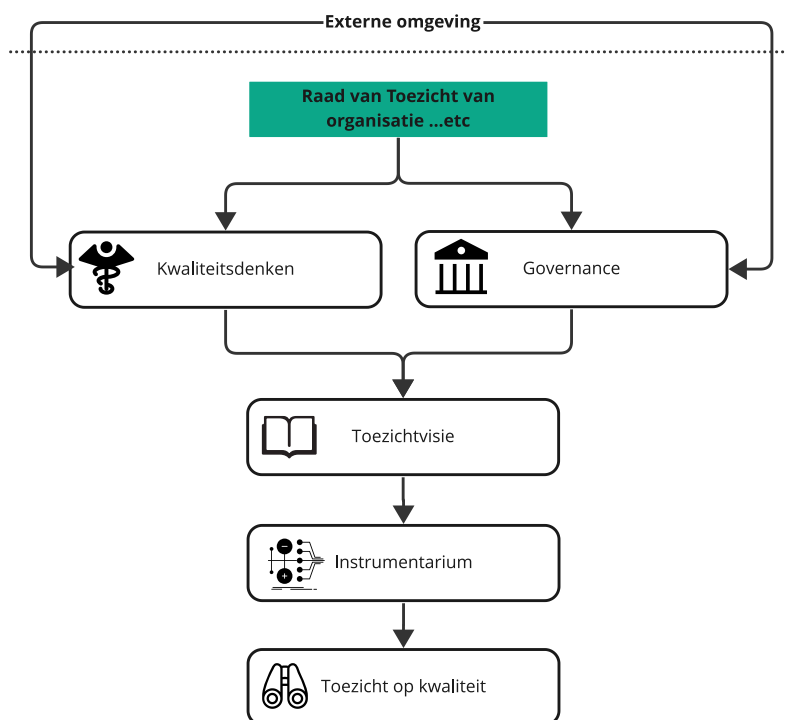 Externe omgeving
Raad van Toezicht van
organisatie ...etc
Kwaliteitsdenken
Governance
Toezichtvisie
Instrumentarium
Toezicht op kwaliteit